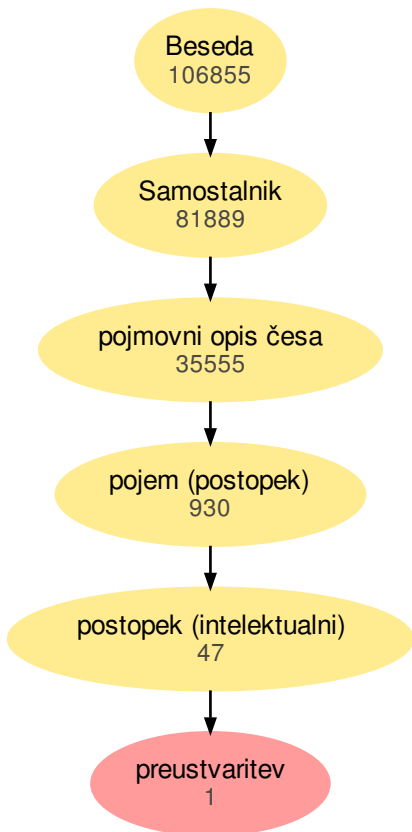 Beseda
106855
Samostalnik
81889
pojmovni opis česa
35555
pojem (postopek)
930
postopek (intelektualni)
47
preustvaritev
1